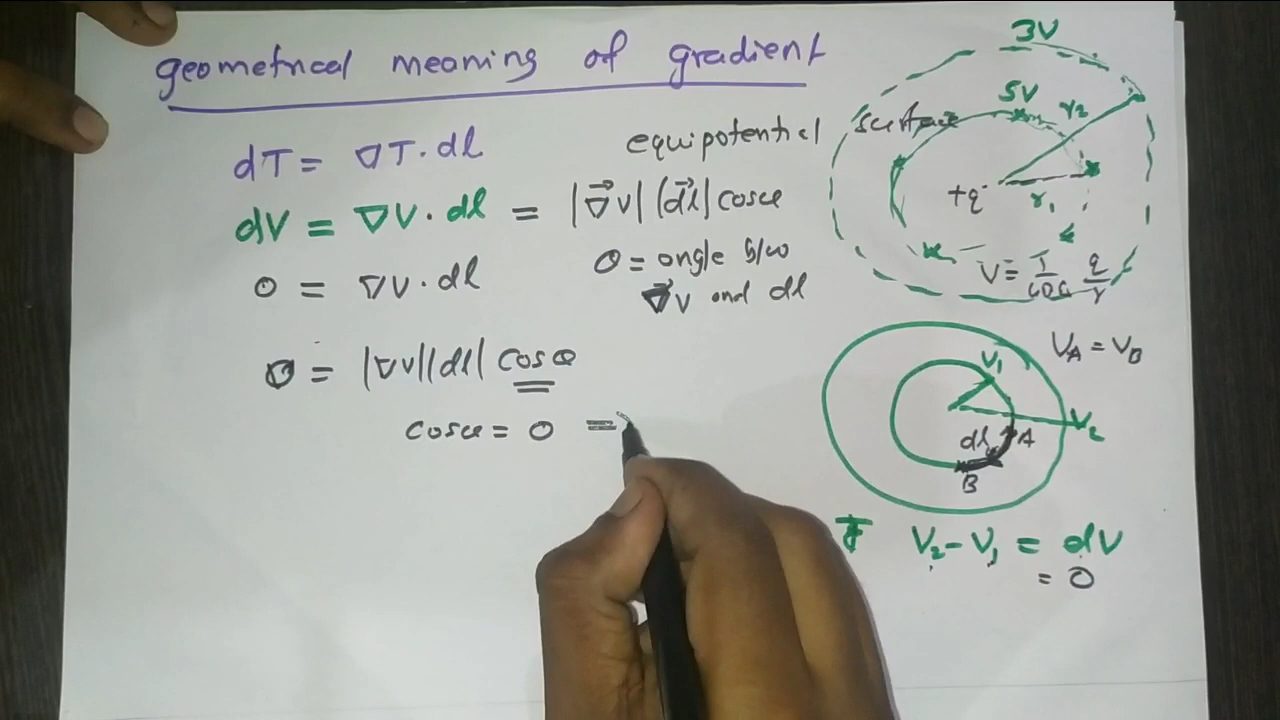 geometrical meaning of gradient
dT = ∇T · dl
dV = ∇V · dl = |∇⃗V| |dl⃗| cosθ
0 = ∇V · dl
θ = angle b/w
∇⃗V and dl
0 = |∇V||dl| cosθ
cosθ = 0 =
equipotential surface
3V
5V
r2
+q
r1
V = 1 q
r
VA = VB
V1
V2
dl
A
B
V2 - V1 = dV
= 0